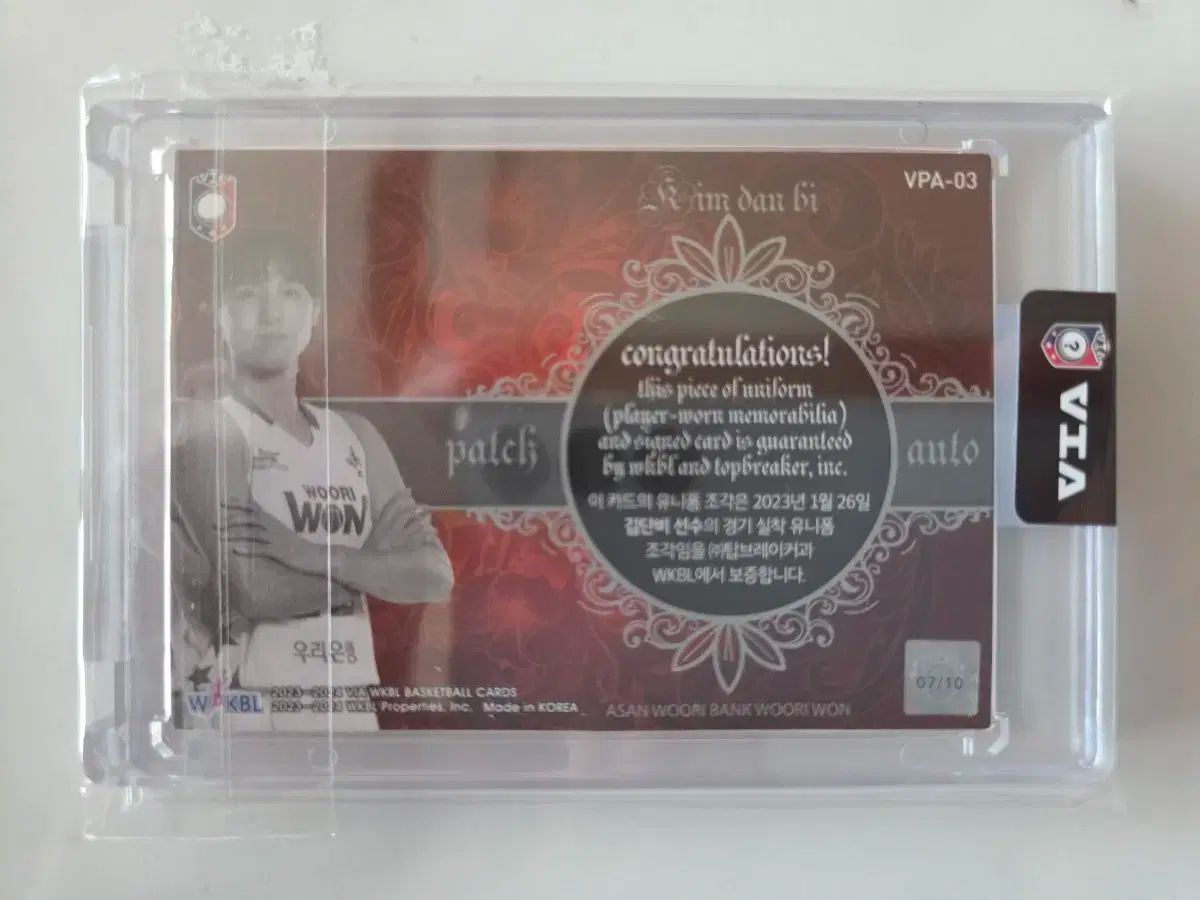 VIA
VPA-03
Kim dan bi
congratulations!
this piece of uniform
(player-worn memorabilia)
and signed card is guaranteed
by wkbl and topbreaker, inc.
이 카드의 유니폼 조각은 2023년 1월 26일
김단비 선수의 경기 실착 유니폼
조각임을 ㈜탑브레이커과
WKBL에서 보증합니다.
patch
auto
WOORI
WON
우리은행
?
VIA
WKBL
2023-2024 VIA WKBL BASKETBALL CARDS
2023-2024 WKBL Properties, Inc. Made in KOREA
ASAN WOORI BANK WOORI WON
07/10